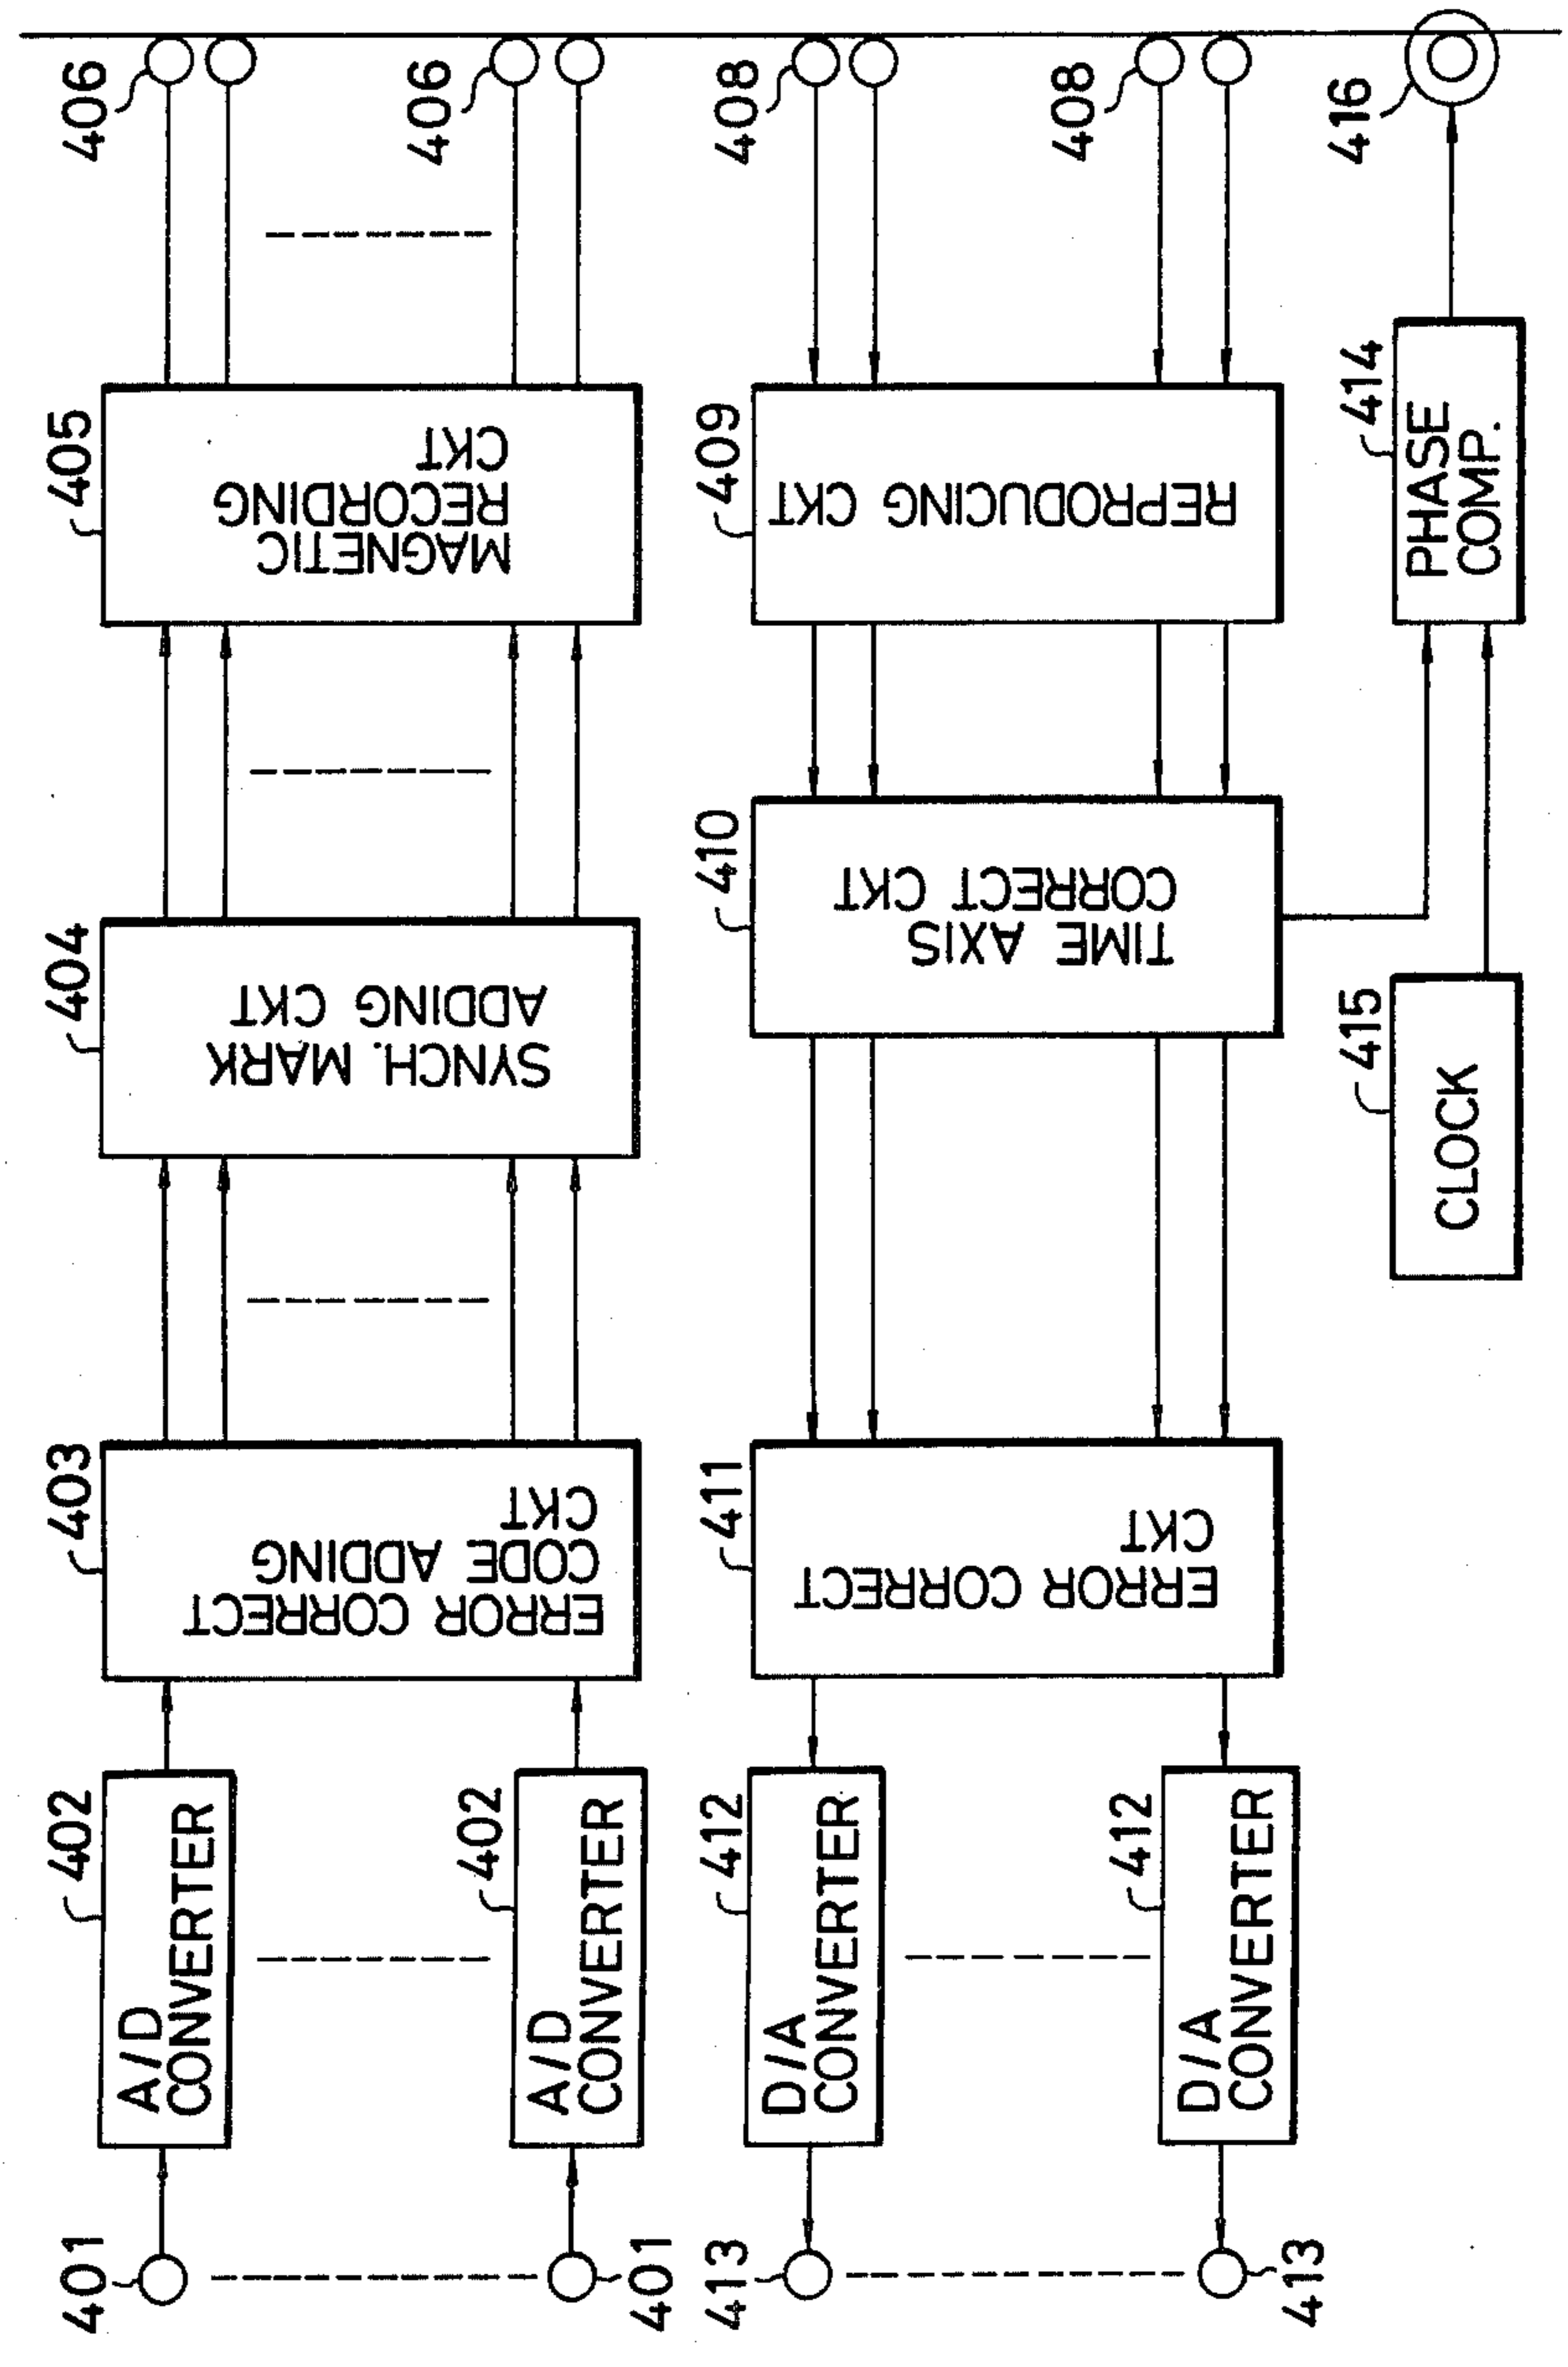 401
401
402
A/D
CONVERTER
402
A/D
CONVERTER
403
ERROR CORRECT
CODE ADDING
CKT
404
SYNCH. MARK
ADDING CKT
405
MAGNETIC
RECORDING
CKT
406
406
408
408
409
REPRODUCING CKT
410
TIME AXIS
CORRECT CKT
411
ERROR CORRECT
CKT
412
D/A
CONVERTER
412
D/A
CONVERTER
413
413
414
PHASE
COMP.
415
CLOCK
416